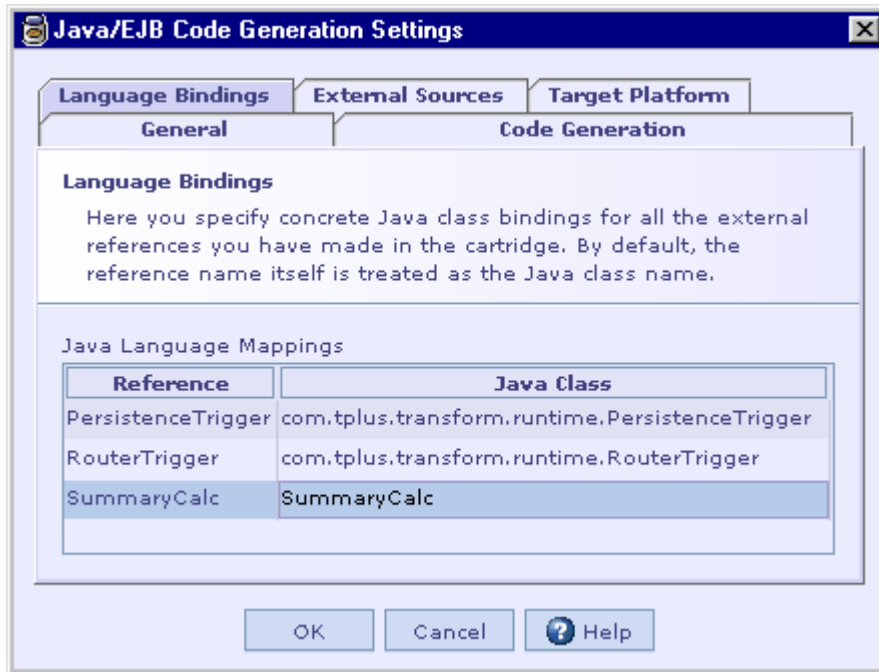 Java/EJB Code Generation Settings
Language Bindings External Sources Target Platform
General Code Generation
Language Bindings
Here you specify concrete Java class bindings for all the external
references you have made in the cartridge. By default, the
reference name itself is treated as the Java class name.
Java Language Mappings
Reference Java Class
PersistenceTrigger com.tplus.transform.runtime.PersistenceTrigger
RouterTrigger com.tplus.transform.runtime.RouterTrigger
SummaryCalc SummaryCalc
OK Cancel Help